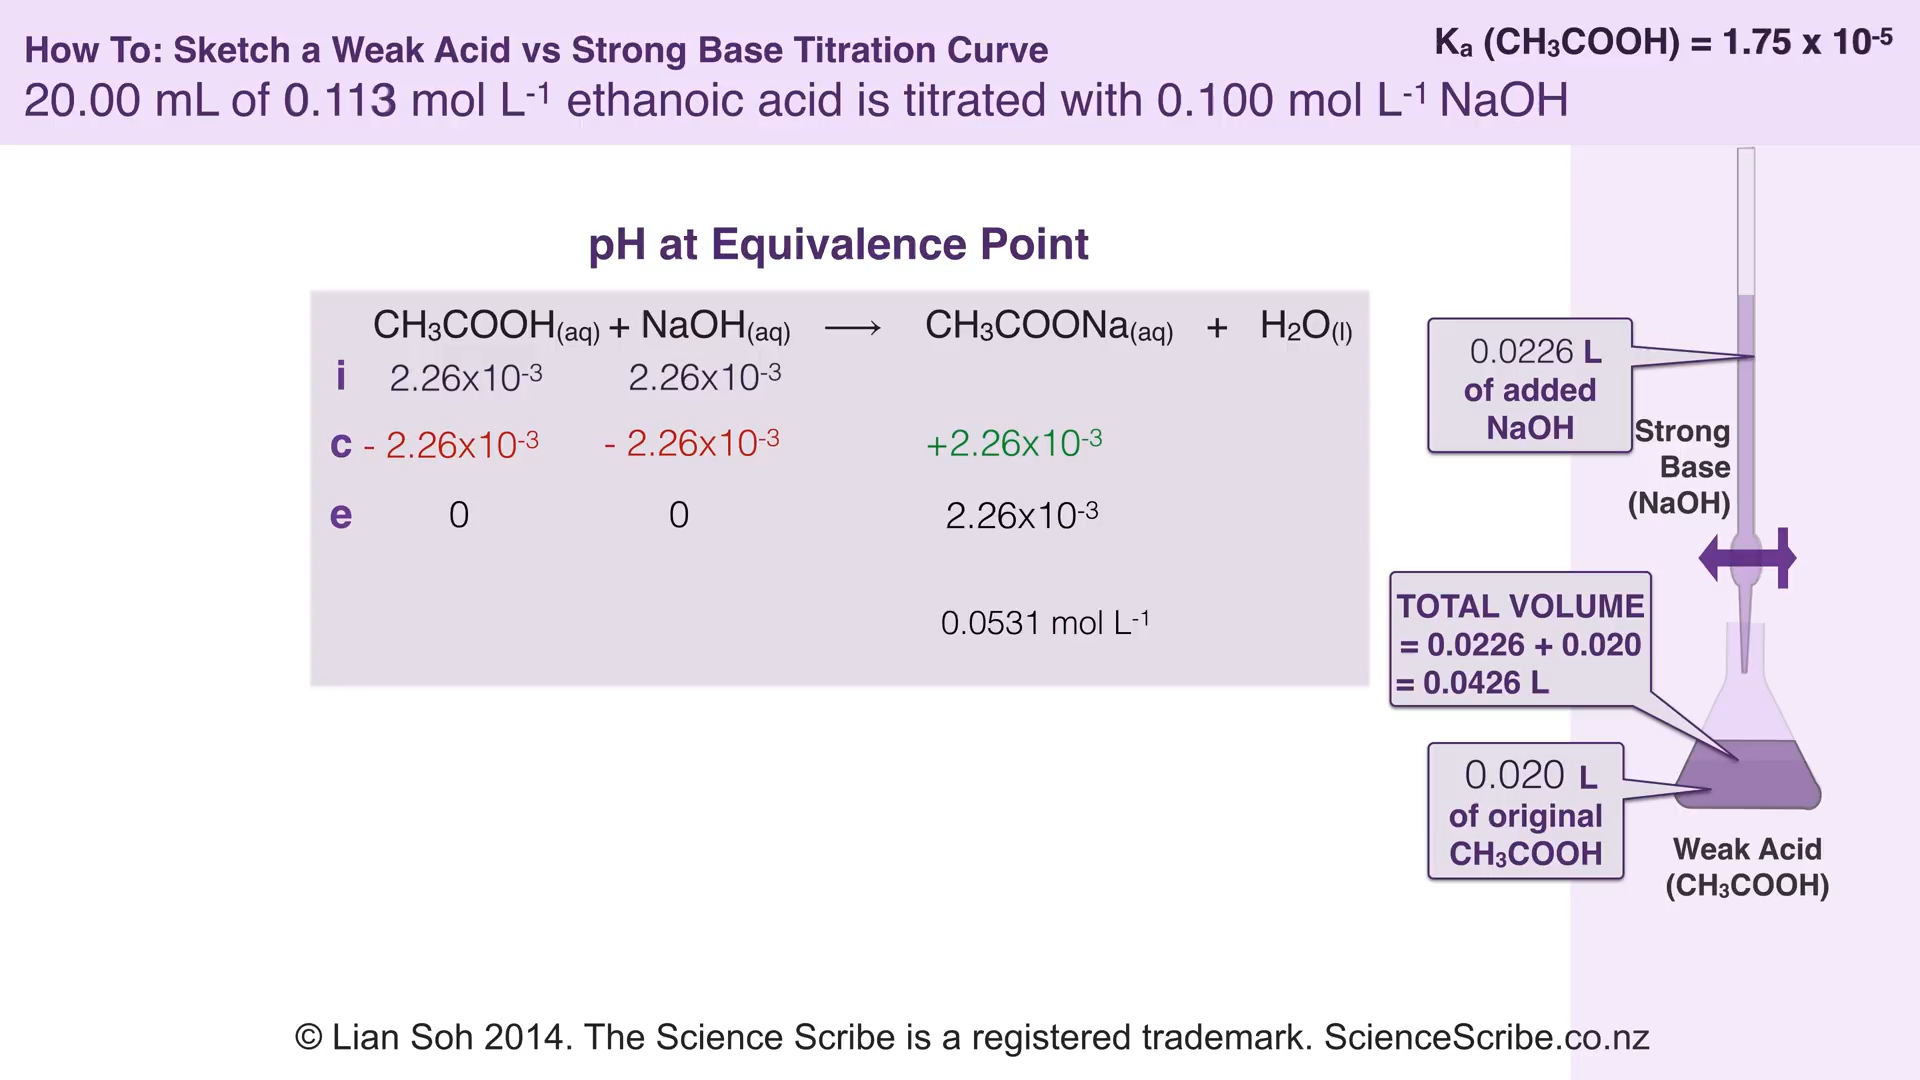 How To: Sketch a Weak Acid vs Strong Base Titration Curve
Kₐ (CH₃COOH) = 1.75 x 10⁻⁵
20.00 mL of 0.113 mol L⁻¹ ethanoic acid is titrated with 0.100 mol L⁻¹ NaOH
pH at Equivalence Point
CH₃COOH(aq) + NaOH(aq) ⟶ CH₃COONa(aq) + H₂O(l)
i 2.26x10⁻³ 2.26x10⁻³
c - 2.26x10⁻³ - 2.26x10⁻³ +2.26x10⁻³
e 0 0 2.26x10⁻³
0.0531 mol L⁻¹
0.0226 L
of added
NaOH
Strong
Base
(NaOH)
TOTAL VOLUME
= 0.0226 + 0.020
= 0.0426 L
0.020 L
of original
CH₃COOH
Weak Acid
(CH₃COOH)
© Lian Soh 2014. The Science Scribe is a registered trademark. ScienceScribe.co.nz